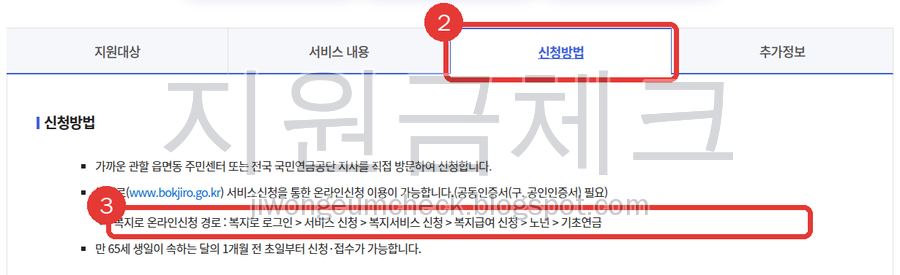 2
지원대상
서비스 내용
신청방법
추가정보
지원금체크
신청방법
가까운 관할 읍면동 주민센터 또는 전국 국민연금공단 지사를 직접 방문하여 신청합니다.
(www.bokjiro.go.kr) 서비스신청을 통한 온라인신청 이용이 가능합니다.(공동인증서(구, 공인인증서) 필요)
jiwongeumcheck.blogspot.com
3
복지로 온라인신청 경로 : 복지로 로그인 > 서비스 신청 > 복지서비스 신청 > 복지급여 신청 > 노년 > 기초연금
만 65세 생일이 속하는 달의 1개월 전 초일부터 신청·접수가 가능합니다.